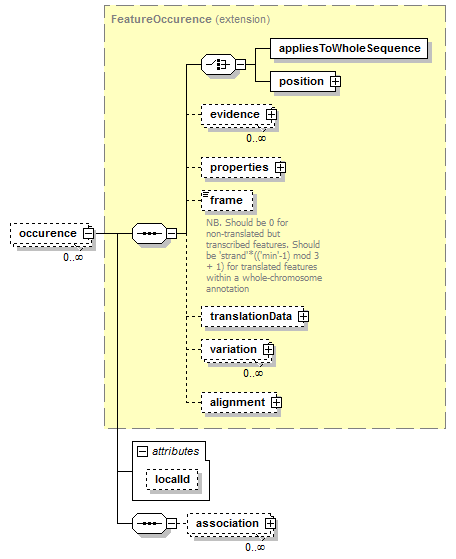 FeatureOccurence (extension)
appliesToWholeSequence
position
evidence
0..∞
properties
frame
NB. Should be 0 for
non-translated but
transcribed features. Should
be 'strand'*(('min'-1) mod 3
+ 1) for translated features
within a whole-chromosome
annotation
occurence
0..∞
translationData
variation
0..∞
alignment
attributes
localId
association
0..∞